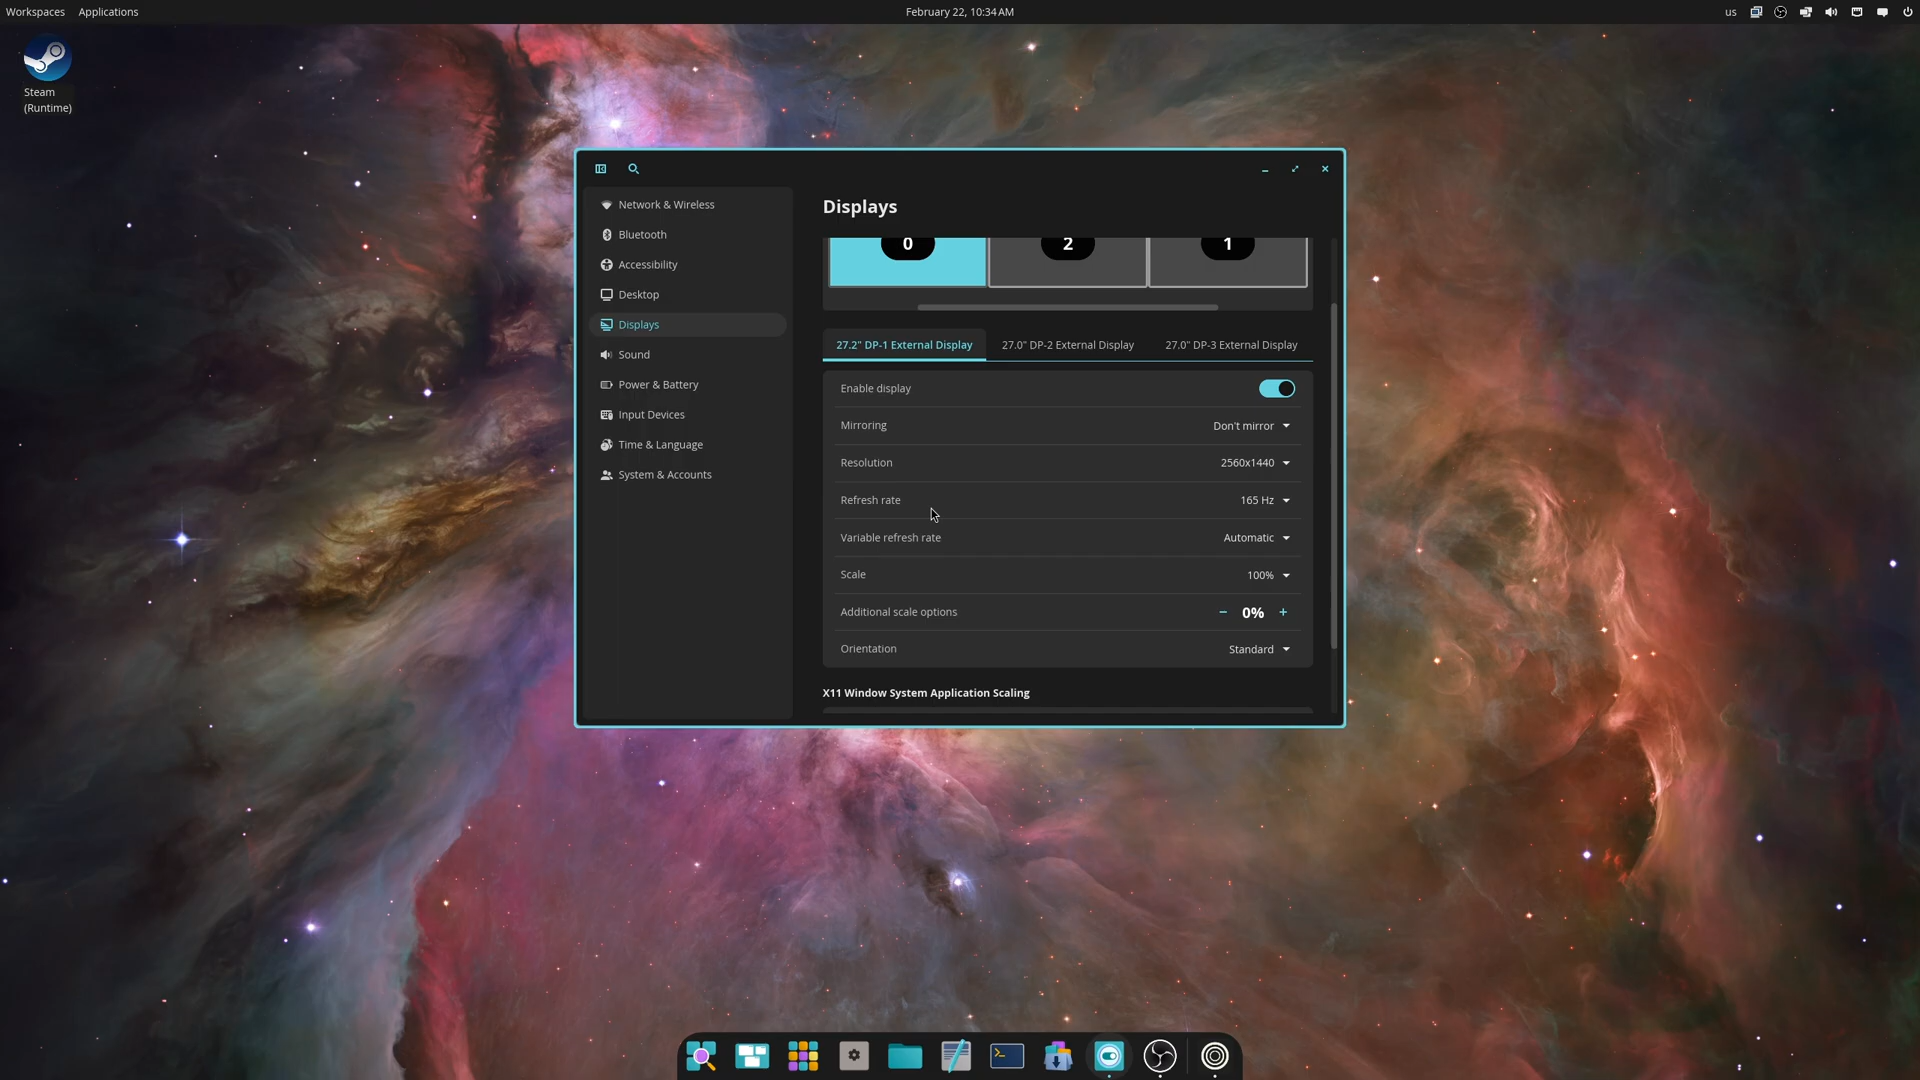 Workspaces Applications February 22, 10:34 AM us
Steam
(Runtime)
Network & Wireless
Bluetooth
Accessibility
Desktop
Displays
Sound
Power & Battery
Input Devices
Time & Language
System & Accounts
Displays
0 2 1
27.2" DP-1 External Display 27.0" DP-2 External Display 27.0" DP-3 External Display
Enable display
Mirroring Don't mirror
Resolution 2560x1440
Refresh rate 165 Hz
Variable refresh rate Automatic
Scale 100%
Additional scale options − 0% +
Orientation Standard
X11 Window System Application Scaling